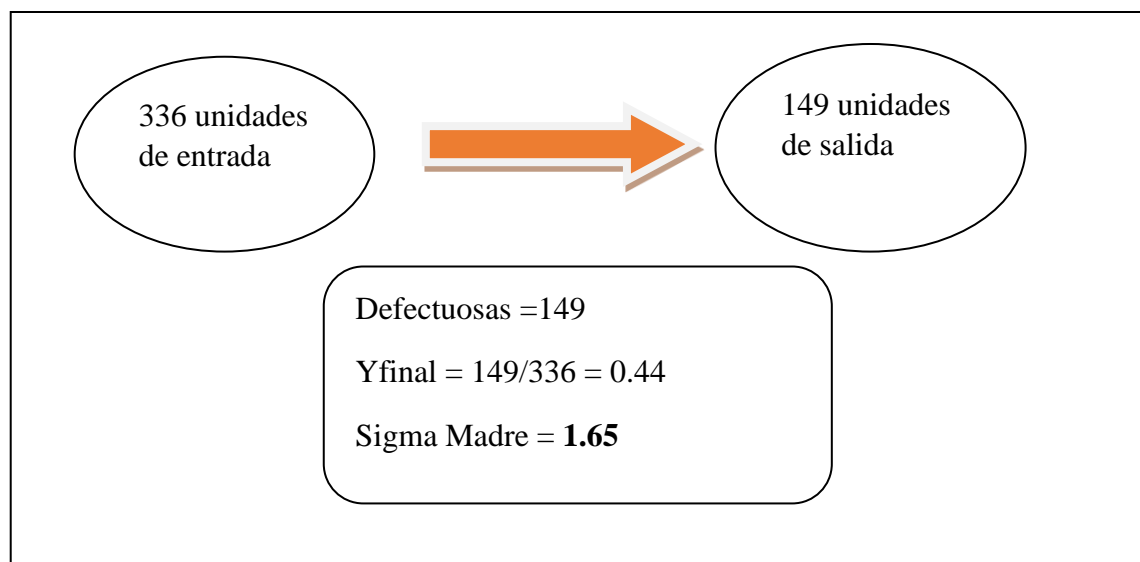 336 unidades
de entrada
149 unidades
de salida
Defectuosas =149
Yfinal = 149/336 = 0.44
Sigma Madre = 1.65